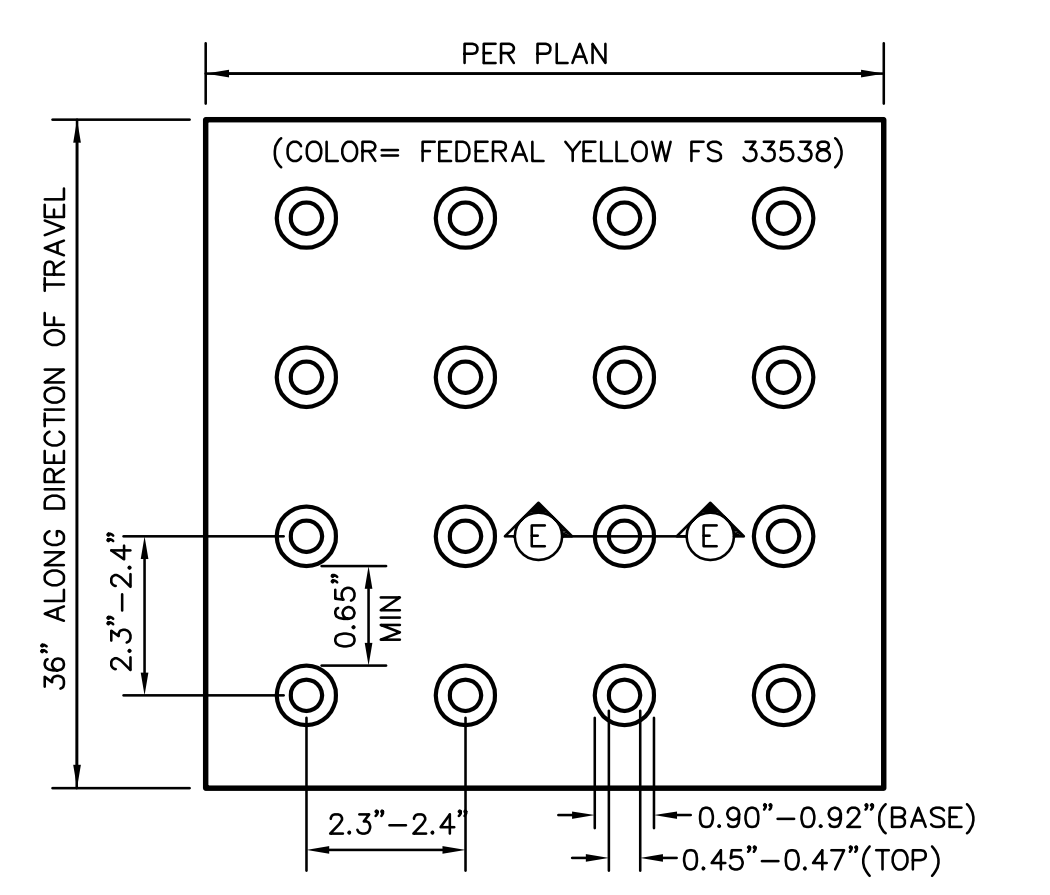 PER PLAN
(COLOR= FEDERAL YELLOW FS 33538)
36” ALONG DIRECTION OF TRAVEL
E
E
2.3”–2.4”
0.65”
MIN
2.3”–2.4”
0.90”–0.92”(BASE)
0.45”–0.47”(TOP)